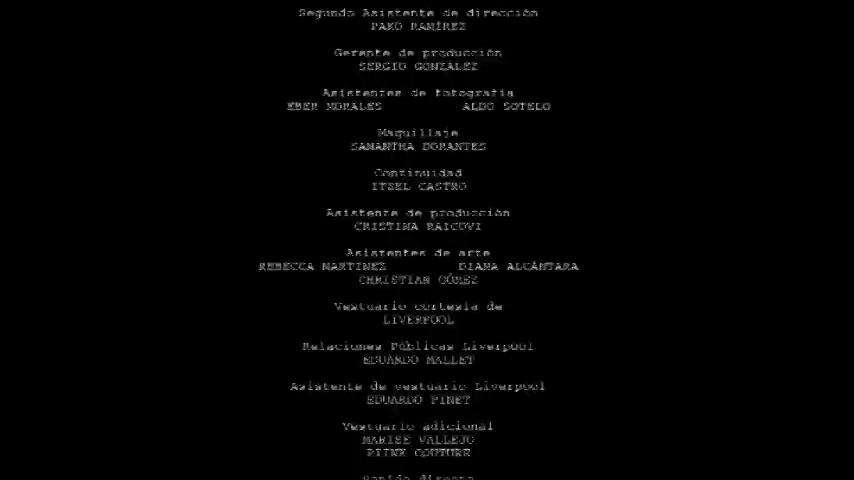 Segundo Asistente de dirección
PAKO RAMÍREZ
Gerente de producción
SERGIO GONZÁLEZ
Asistentes de fotografía
EBER MORALES ALDO SOTELO
Maquillaje
SAMANTHA DORANTES
Continuidad
ITSEL CASTRO
Asistente de producción
CRISTINA RAICOVI
Asistentes de arte
REBECCA MARTINEZ DIANA ALCÁNTARA
CHRISTIAN GÓMEZ
Vestuario cortesía de
LIVERPOOL
Relaciones Públicas Liverpool
EDUARDO MALLET
Asistente de vestuario Liverpool
EDUARDO PINET
Vestuario adicional
MARISE VALLEJO
PIINK COUTURE
directo